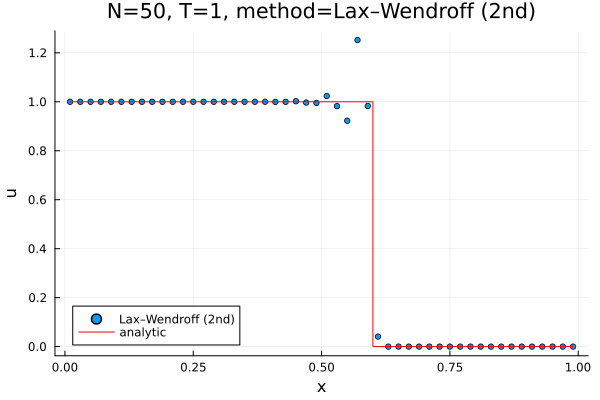 N=50, T=1, method=Lax–Wendroff (2nd)
u
1.2
1.0
0.8
0.6
0.4
0.2
0.0
Lax–Wendroff (2nd)
analytic
0.00 0.25 0.50 0.75 1.00
x